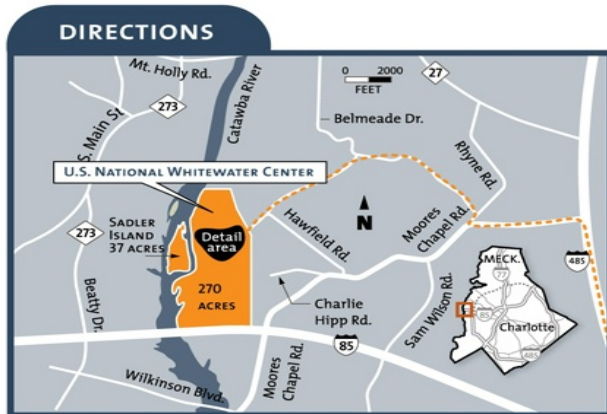 DIRECTIONS
Mt. Holly Rd.
273
S. Main St
Catawba River
0 2000
FEET
27
Belmeade Dr.
Rhyne Rd.
U.S. National Whitewater Center
Sadler
Island
37 acres
Detail
area
270
acres
N
Hawfield Rd.
Moores
Chapel Rd.
273
Beatty Dr.
Charlie
Hipp Rd.
Sam Wilson Rd.
MECK.
77
85
Charlotte
485
485
85
Wilkinson Blvd.
Moores
Chapel Rd.